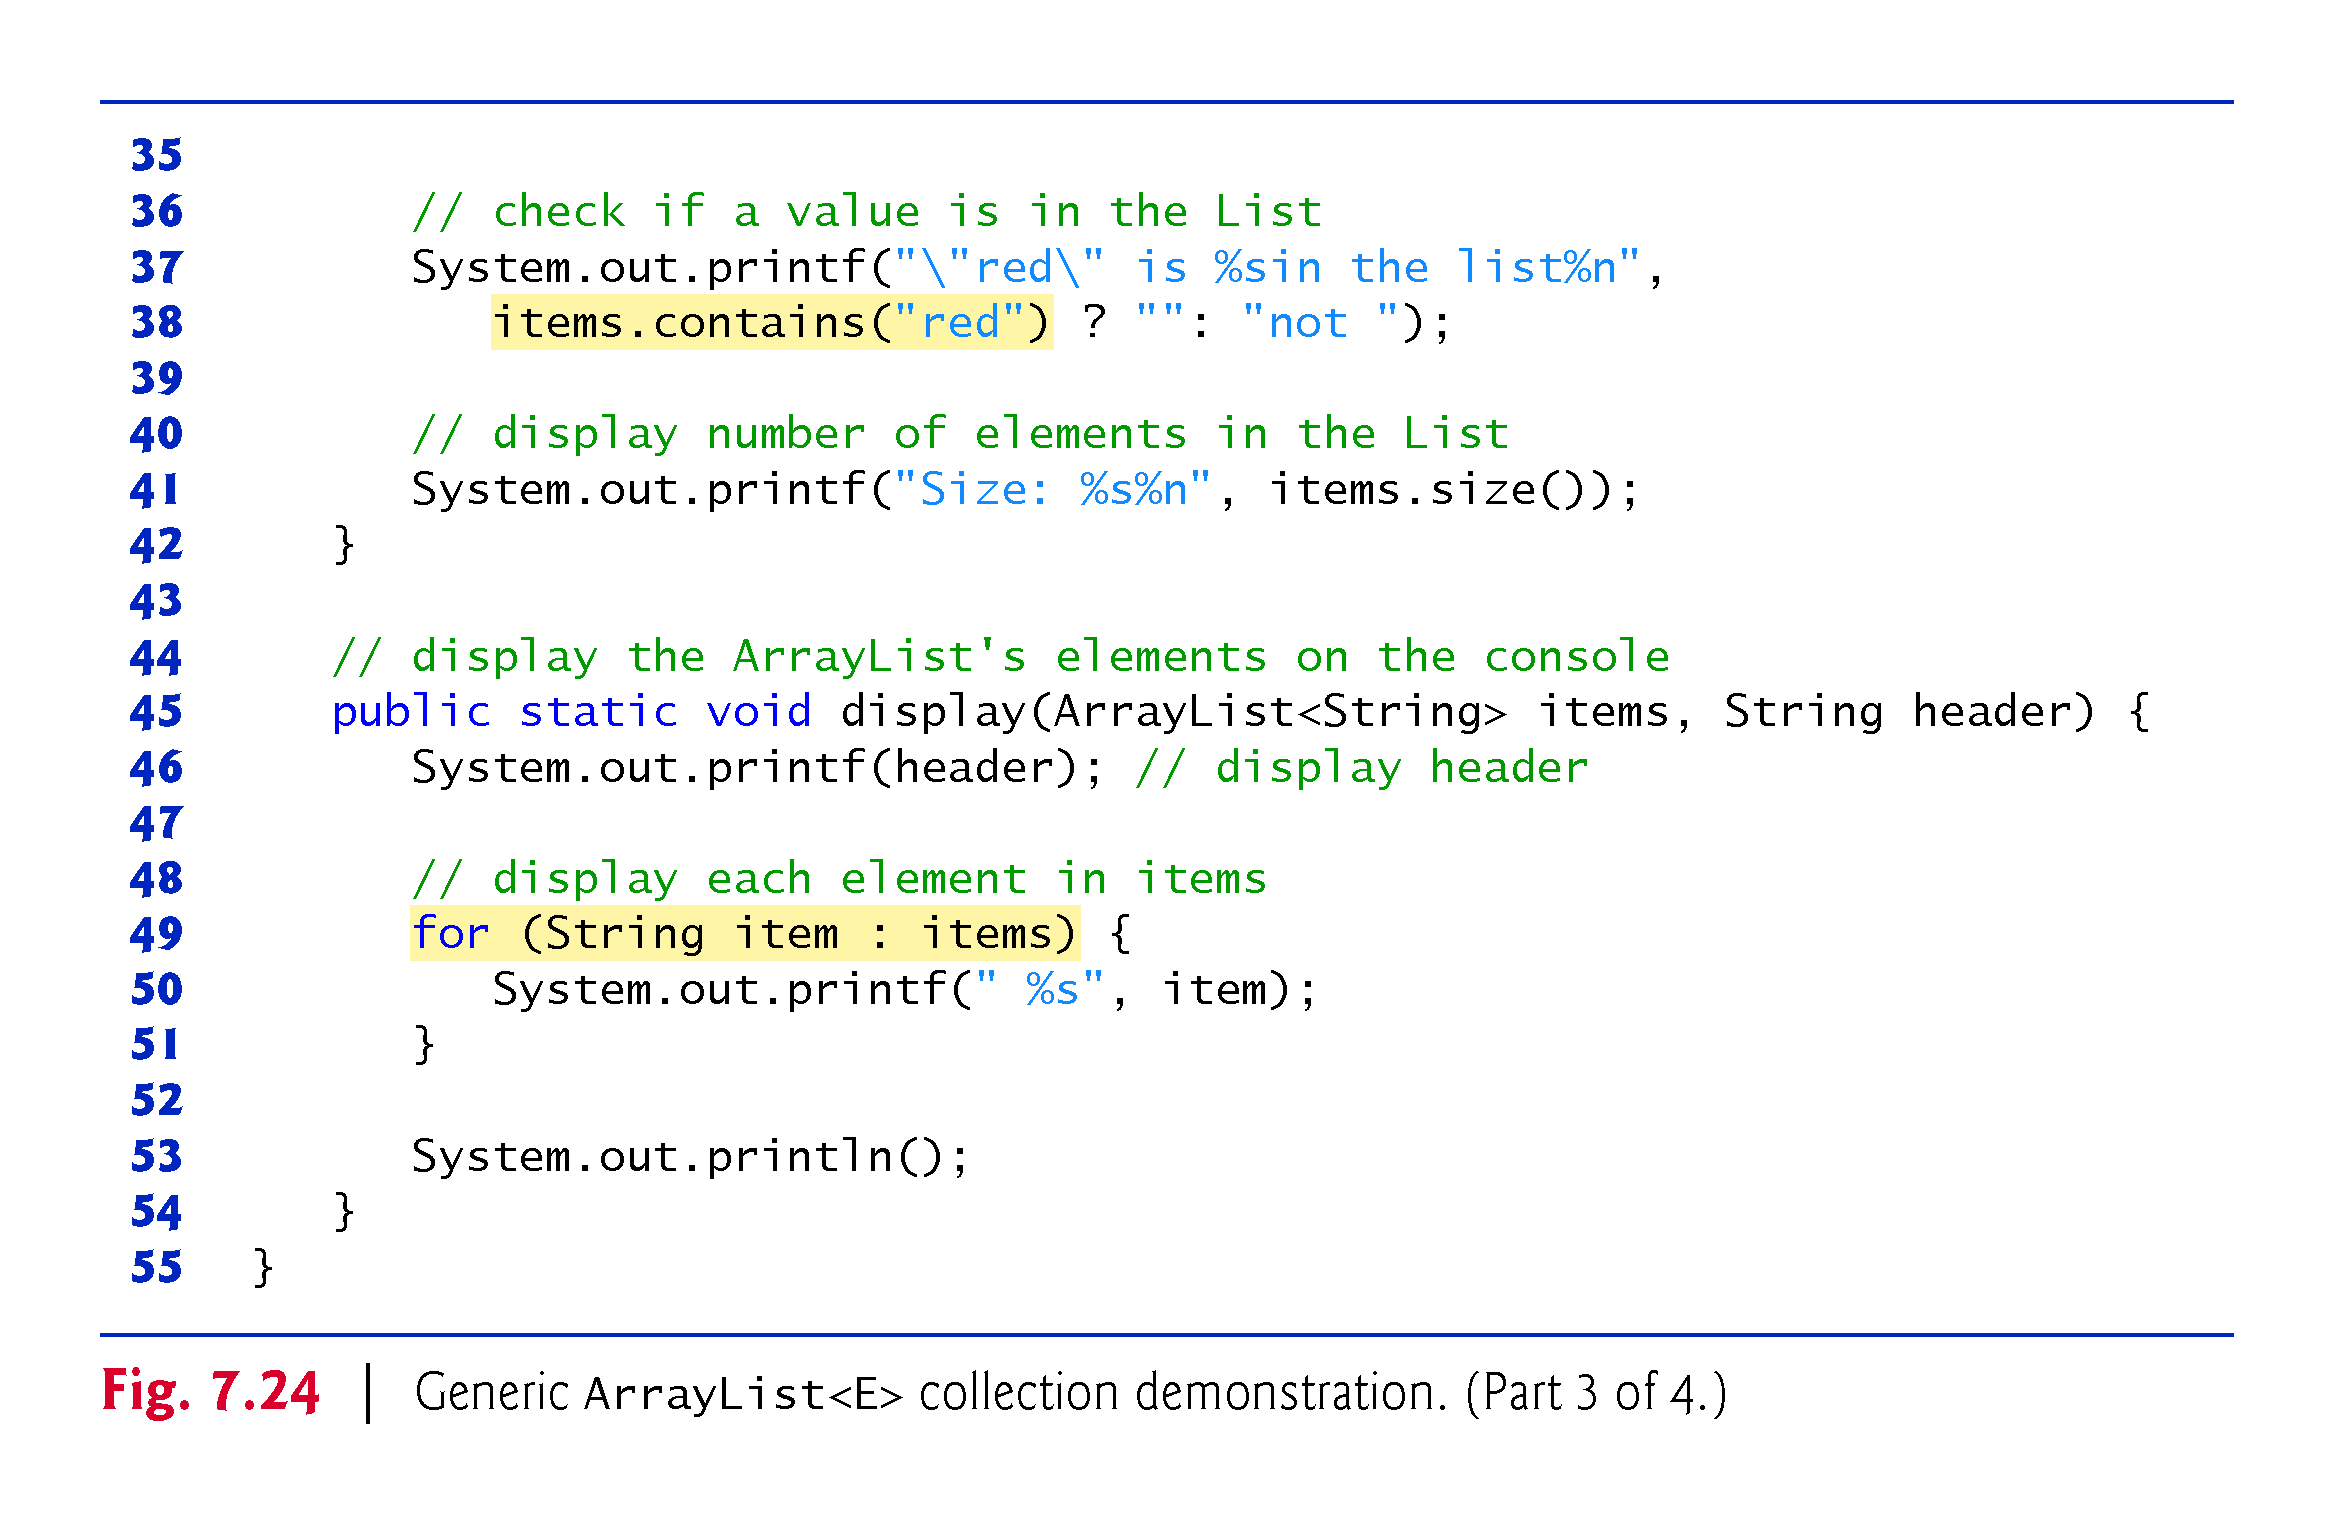 35
36 // check if a value is in the List
37 System.out.printf("\"red\" is %sin the list%n",
38 items.contains("red") ? "": "not ");
39
40 // display number of elements in the List
41 System.out.printf("Size: %s%n", items.size());
42 }
43
44 // display the ArrayList's elements on the console
45 public static void display(ArrayList<String> items, String header) {
46 System.out.printf(header); // display header
47
48 // display each element in items
49 for (String item : items) {
50 System.out.printf(" %s", item);
51 }
52
53 System.out.println();
54 }
55 }
Fig. 7.24 | Generic ArrayList<E> collection demonstration. (Part 3 of 4.)